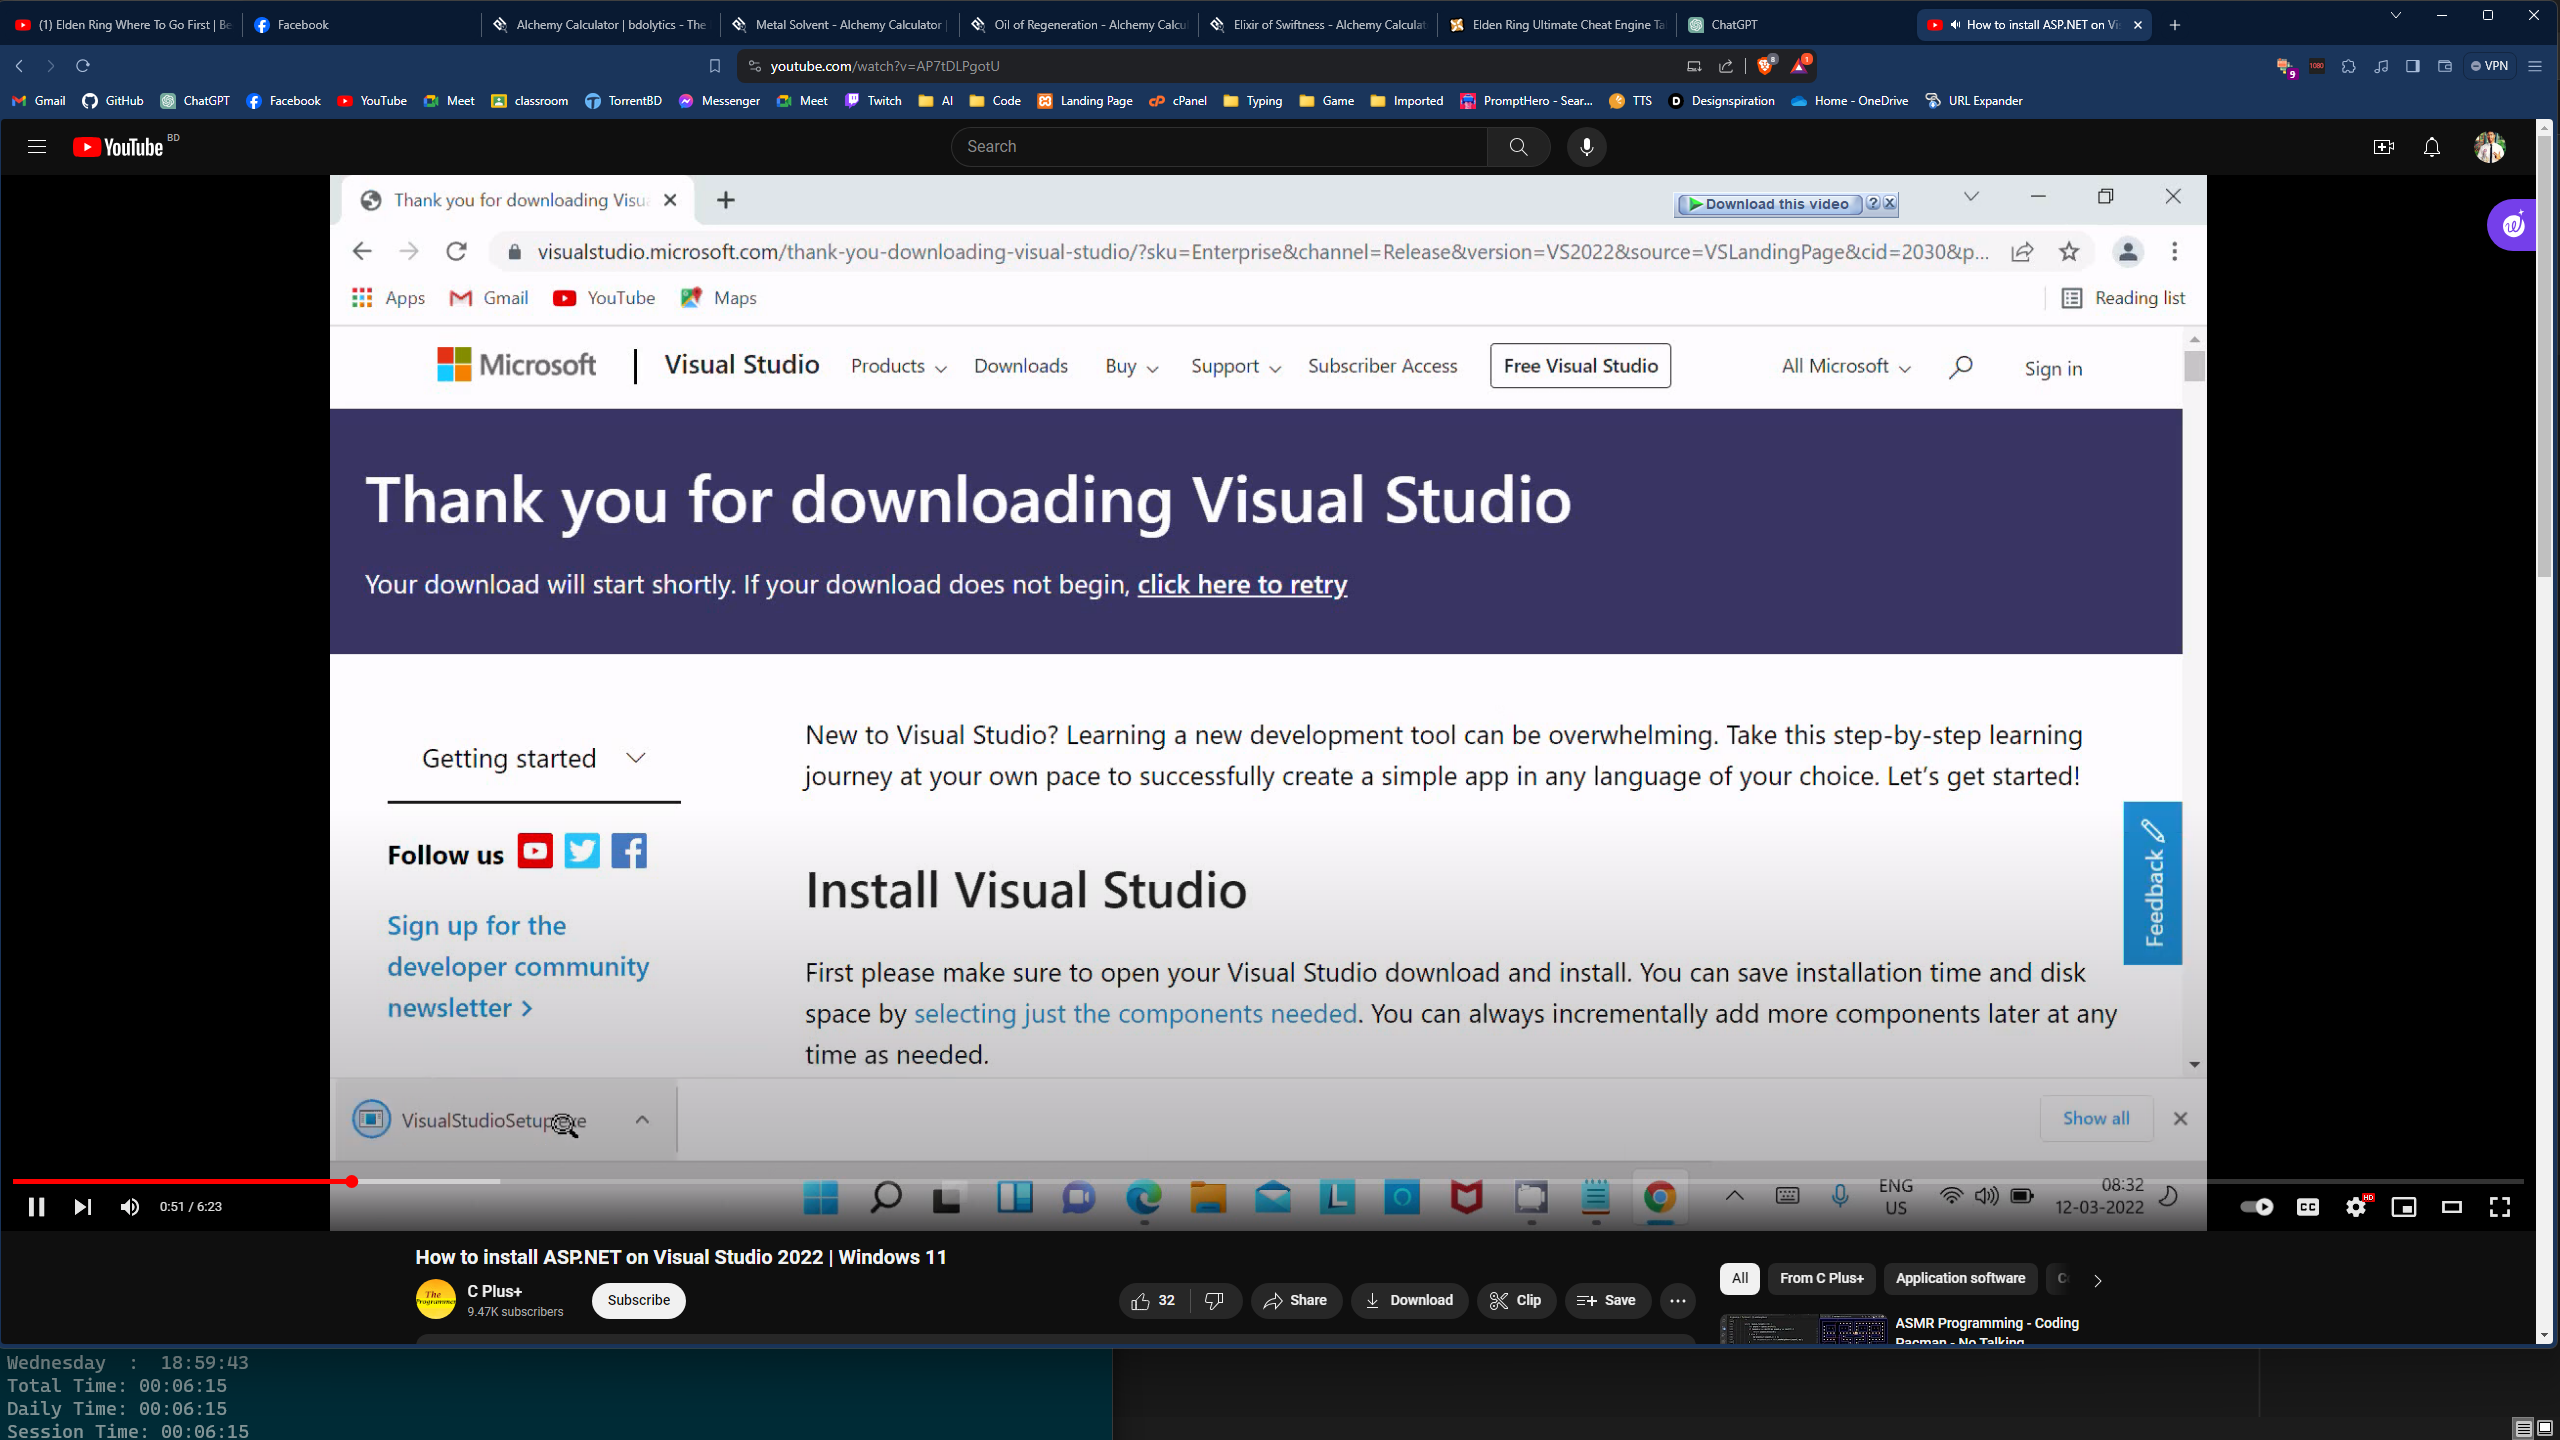 (1) Elden Ring Where To Go First | Be
Facebook
Alchemy Calculator | bdolytics - The
Metal Solvent - Alchemy Calculator |
Oil of Regeneration - Alchemy Calcu
Elixir of Swiftness - Alchemy Calculat
Elden Ring Ultimate Cheat Engine Ta
ChatGPT
How to install ASP.NET on Vi
youtube.com/watch?v=AP7tDLPgotU
8
1
9
1080
VPN
Gmail GitHub ChatGPT Facebook YouTube Meet classroom TorrentBD Messenger Meet Twitch AI Code Landing Page cPanel Typing Game Imported PromptHero - Sear... TTS Designspiration Home - OneDrive URL Expander
YouTube BD
Search
Thank you for downloading Visu
Download this video
visualstudio.microsoft.com/thank-you-downloading-visual-studio/?sku=Enterprise&channel=Release&version=VS2022&source=VSLandingPage&cid=2030&p...
Apps Gmail YouTube Maps
Reading list
Microsoft Visual Studio Products Downloads Buy Support Subscriber Access Free Visual Studio All Microsoft Sign in
Thank you for downloading Visual Studio
Your download will start shortly. If your download does not begin, click here to retry
Getting started
Follow us
Sign up for the
developer community
newsletter >
New to Visual Studio? Learning a new development tool can be overwhelming. Take this step-by-step learning
journey at your own pace to successfully create a simple app in any language of your choice. Let's get started!
Install Visual Studio
First please make sure to open your Visual Studio download and install. You can save installation time and disk
space by selecting just the components needed. You can always incrementally add more components later at any
time as needed.
Feedback
VisualStudioSetup.exe
Show all
ENG
US
08:32
12-03-2022
0:51 / 6:23
CC
HD
How to install ASP.NET on Visual Studio 2022 | Windows 11
The
Programmer
C Plus+
9.47K subscribers
Subscribe
32
Share
Download
Clip
Save
All
From C Plus+
Application software
ASMR Programming - Coding
Pacman - No Talking
Wednesday : 18:59:43
Total Time: 00:06:15
Daily Time: 00:06:15
Session Time: 00:06:15